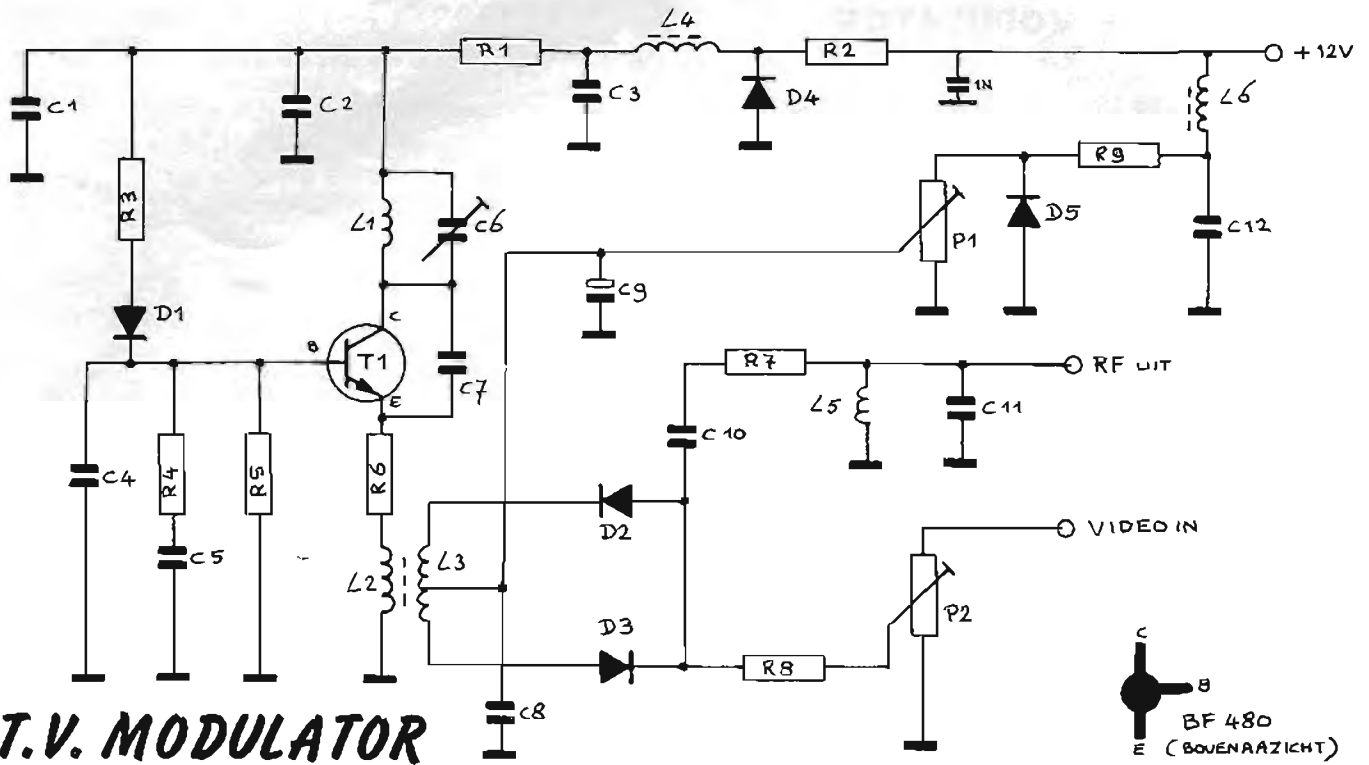 L4
R1
R2
+12V
C1
C2
C3
D4
1N
L6
R3
R9
L1
C6
P1
D5
C12
C9
D1
C
B
T1
E
C7
R7
RF UIT
L5
C11
C10
C4
R4
R5
R6
D2
VIDEO IN
C5
L2
L3
D3
R8
P2
C8
T.V. MODULATOR
C
B
E
BF 480
(BOVENAAZICHT)